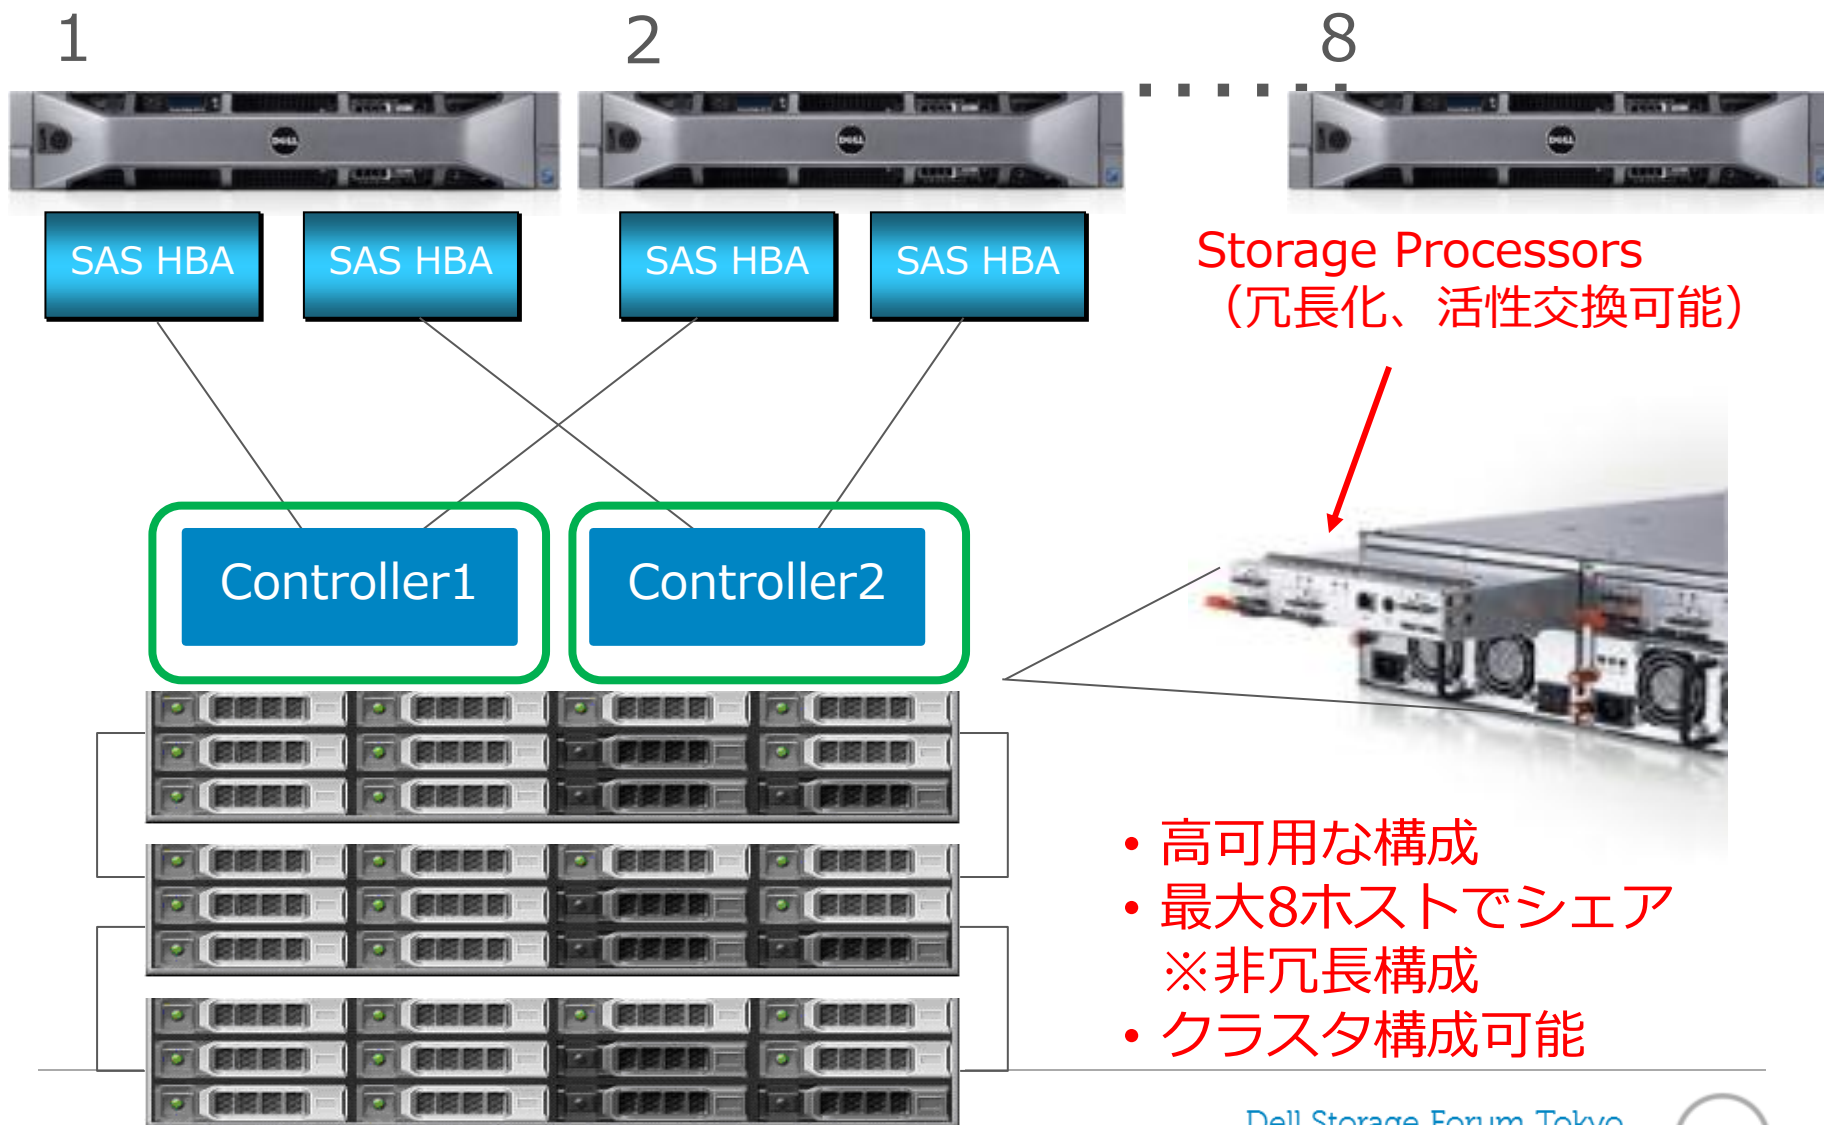 1
2
8
DELL
DELL
DELL
SAS HBA
SAS HBA
SAS HBA
SAS HBA
Storage Processors
（冗長化、活性交換可能）
Controller1
Controller2
• 高可用な構成
• 最大8ホストでシェア
※非冗長構成
• クラスタ構成可能
Dell Storage Forum Tokyo